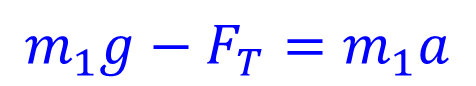 m₁g − F_T = m₁a